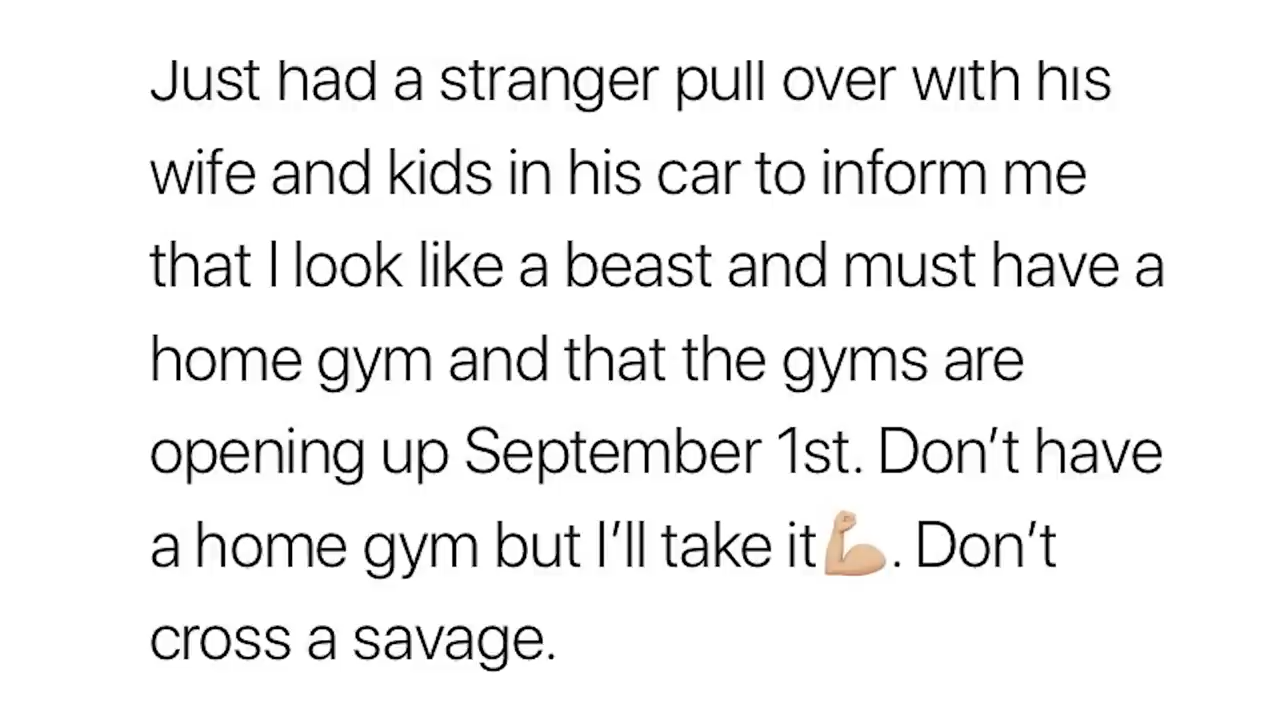 Just had a stranger pull over with his
wife and kids in his car to inform me
that I look like a beast and must have a
home gym and that the gyms are
opening up September 1st. Don’t have
a home gym but I’ll take it💪🏼. Don’t
cross a savage.